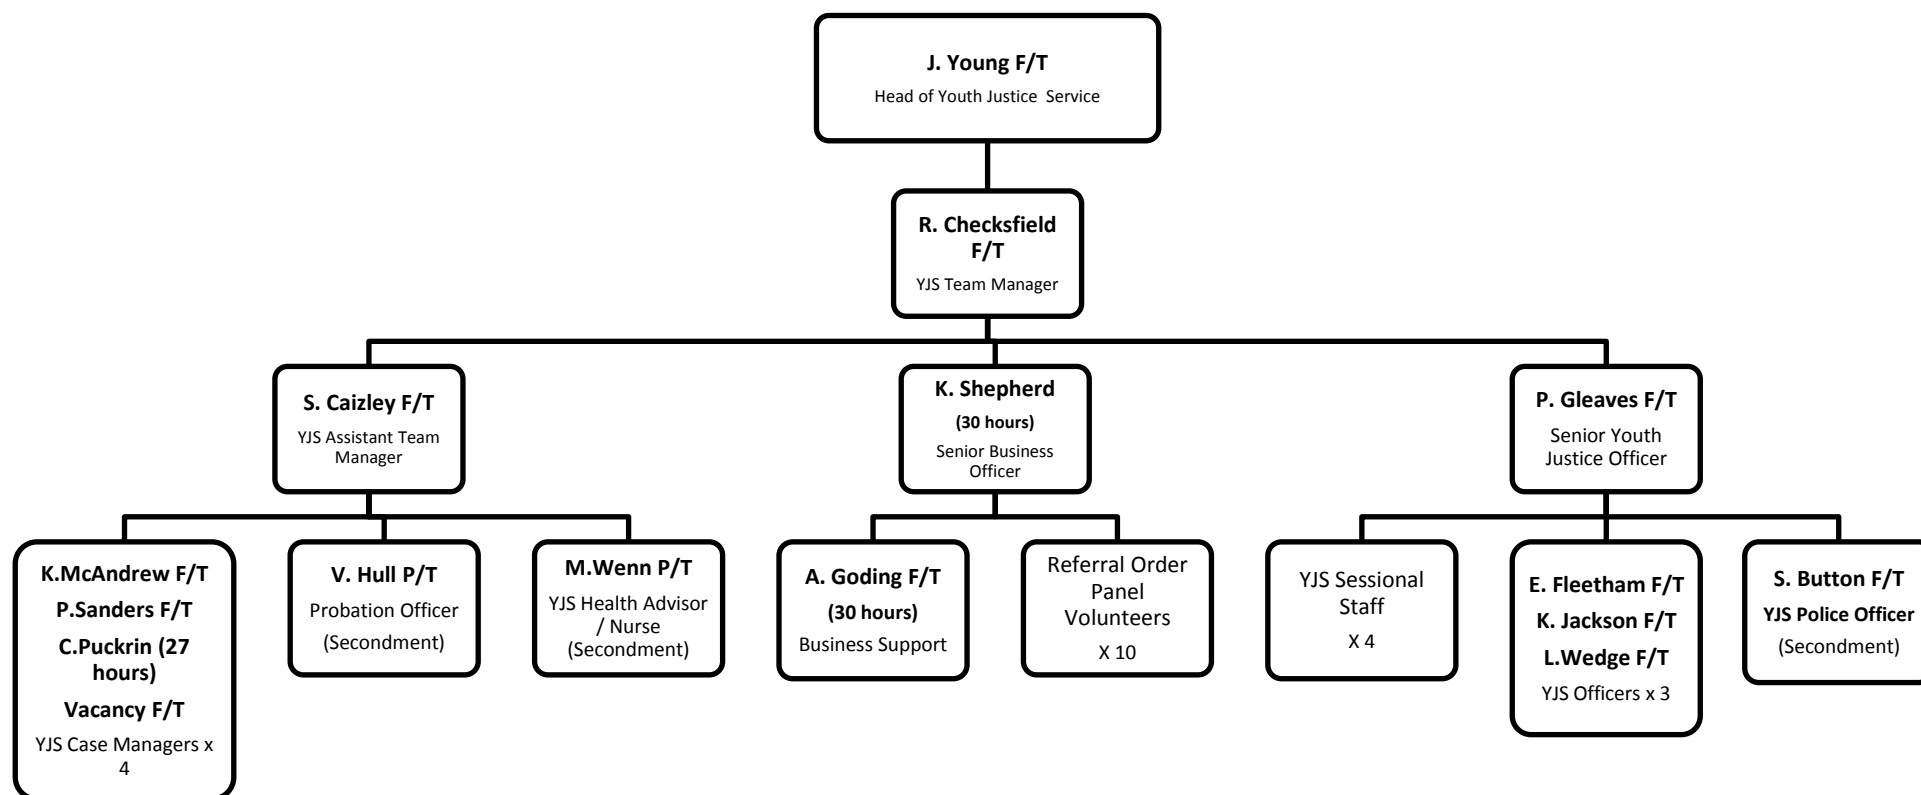 J. Young F/T
Head of Youth Justice  Service
R. Checksfield
F/T
YJS Team Manager
S. Caizley F/T
YJS Assistant Team
Manager
K. Shepherd
(30 hours)
Senior Business
Officer
P. Gleaves F/T
Senior Youth
Justice Officer
K.McAndrew F/T
P.Sanders F/T
C.Puckrin (27
hours)
Vacancy F/T
YJS Case Managers x
4
V. Hull P/T
Probation Officer
(Secondment)
M.Wenn P/T
YJS Health Advisor
/ Nurse
(Secondment)
A. Goding F/T
(30 hours)
Business Support
Referral Order
Panel
Volunteers
X 10
YJS Sessional
Staff
X 4
E. Fleetham F/T
K. Jackson F/T
L.Wedge F/T
YJS Officers x 3
S. Button F/T
YJS Police Officer
(Secondment)